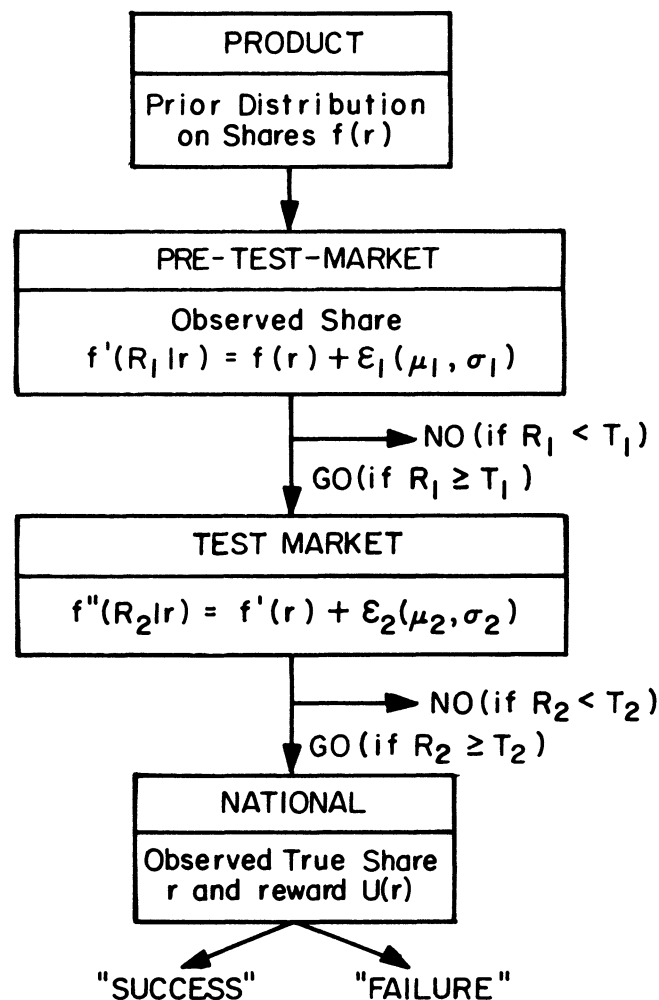 PRODUCT
Prior Distribution
on Shares f(r)
PRE-TEST-MARKET
Observed Share
f'(R₁|r) = f(r) + ε₁(μ₁, σ₁)
NO (if R₁ < T₁)
GO (if R₁ ≥ T₁)
TEST MARKET
f"(R₂|r) = f'(r) + ε₂(μ₂, σ₂)
NO (if R₂ < T₂)
GO (if R₂ ≥ T₂)
NATIONAL
Observed True Share
r and reward U(r)
"SUCCESS" "FAILURE"